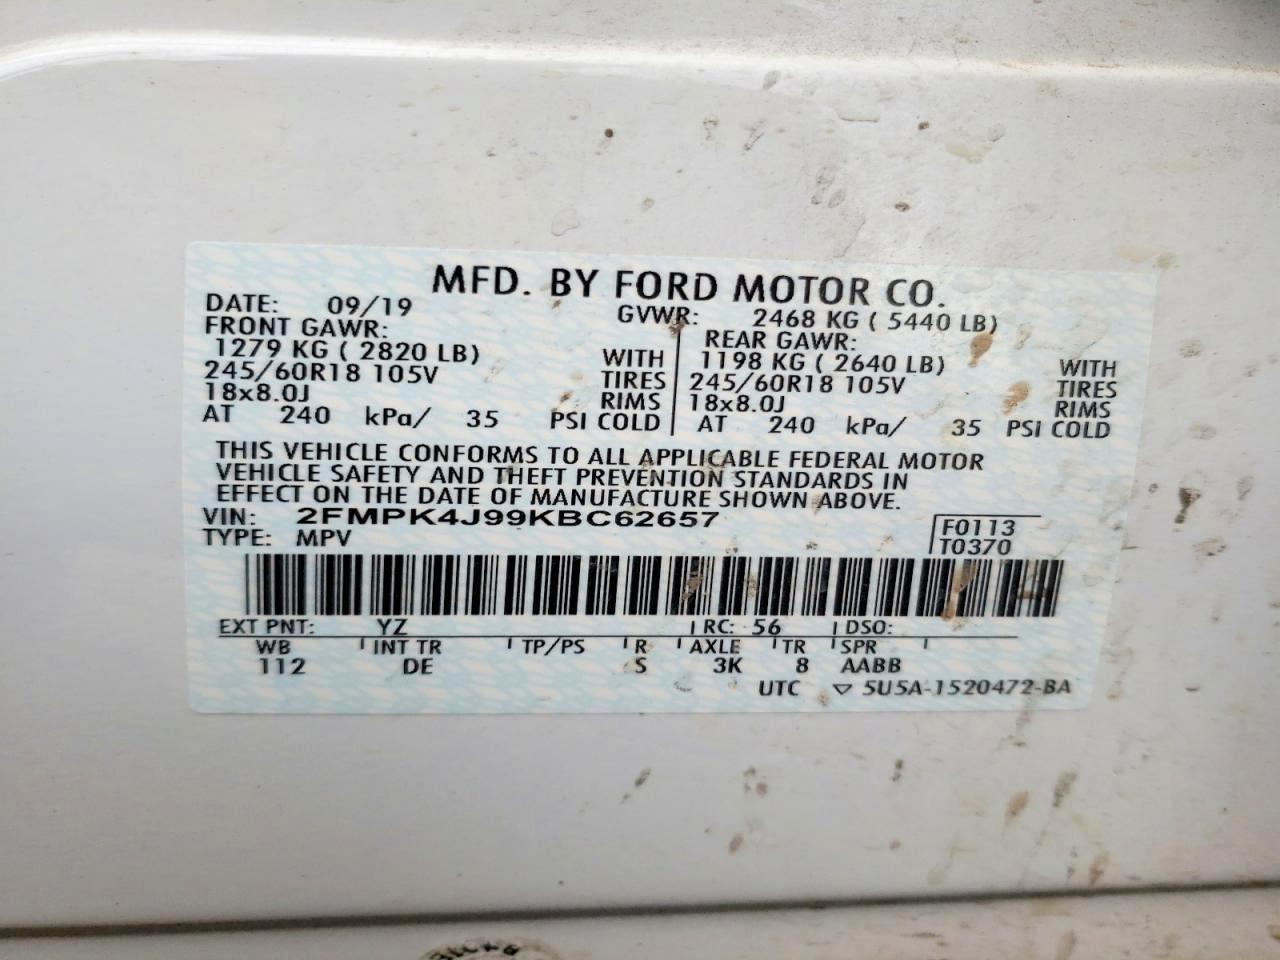 MFD. BY FORD MOTOR CO.
DATE: 09/19 GVWR: 2468 KG ( 5440 LB)
FRONT GAWR: REAR GAWR:
1279 KG ( 2820 LB) WITH 1198 KG ( 2640 LB) WITH
245/60R18 105V TIRES 245/60R18 105V TIRES
18x8.0J RIMS 18x8.0J RIMS
AT 240 kPa/ 35 PSI COLD AT 240 kPa/ 35 PSI COLD
THIS VEHICLE CONFORMS TO ALL APPLICABLE FEDERAL MOTOR
VEHICLE SAFETY AND THEFT PREVENTION STANDARDS IN
EFFECT ON THE DATE OF MANUFACTURE SHOWN ABOVE.
VIN: 2FMPK4J99KBC62657 F0113
TYPE: MPV T0370
EXT PNT: YZ RC: 56 DSO:
WB INT TR TP/PS R AXLE TR SPR
112 DE S 3K 8 AABB
UTC ▽ 5U5A-1520472-BA